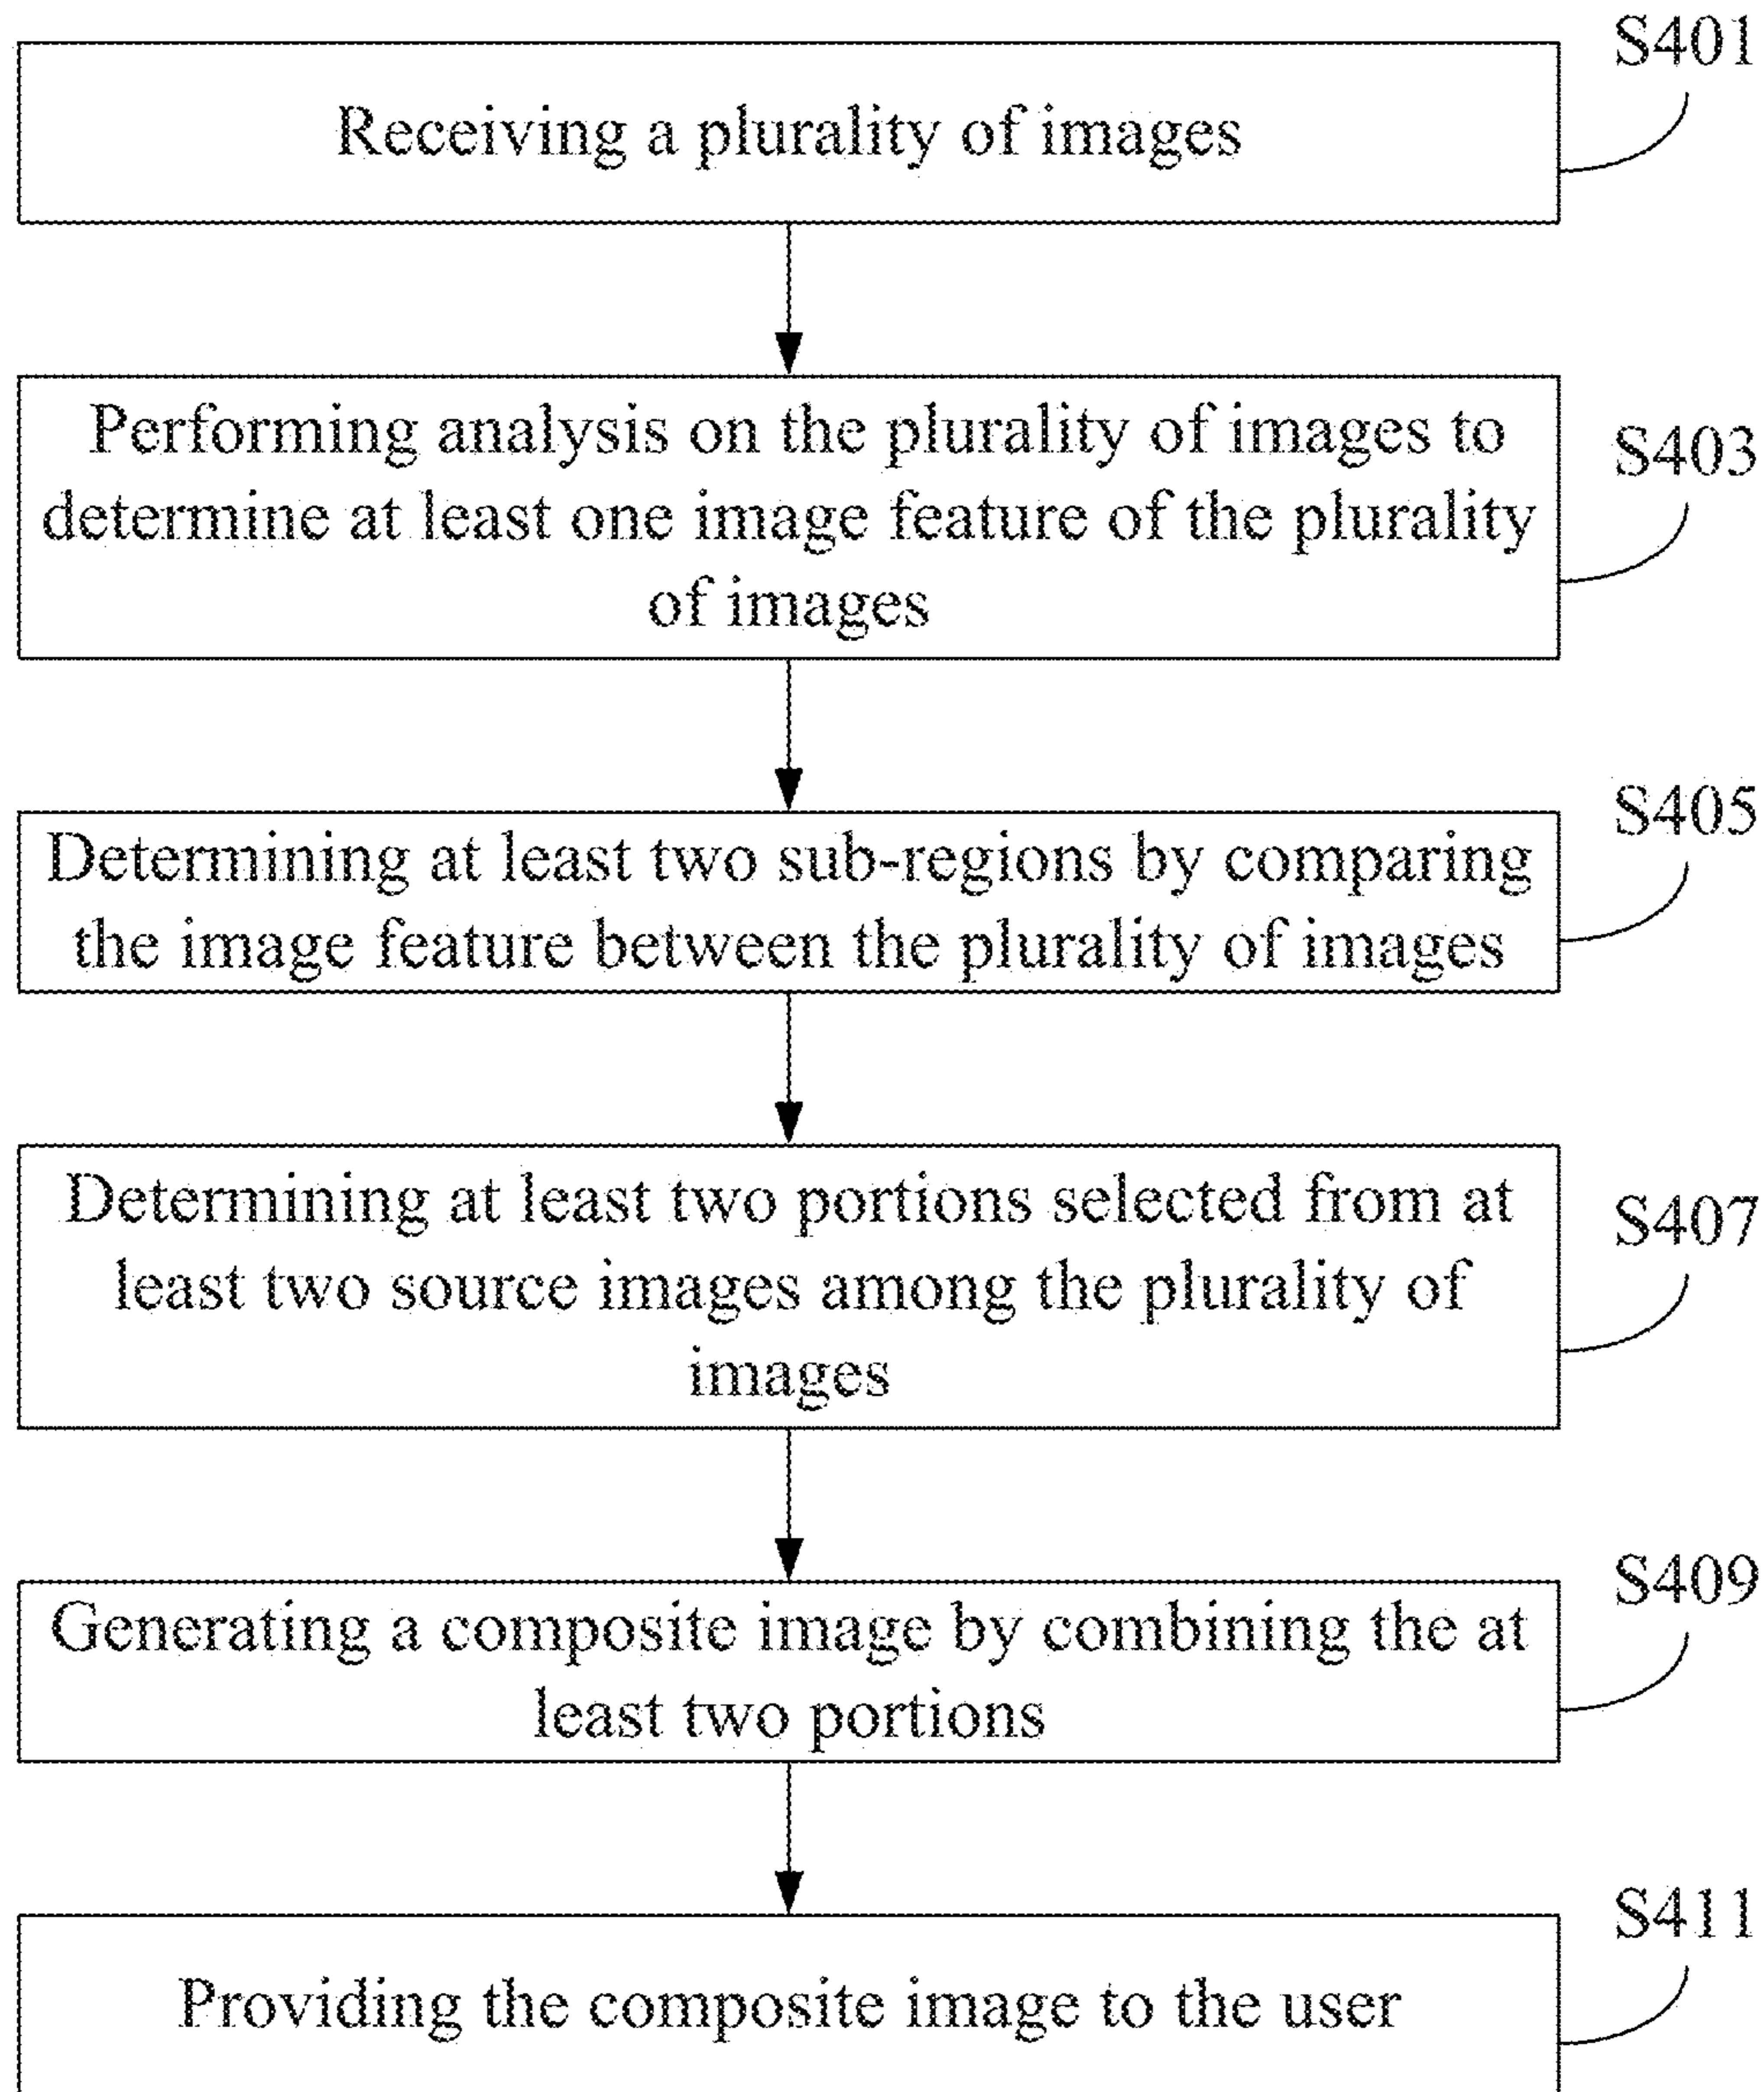 S401
Receiving a plurality of images
Performing analysis on the plurality of images to
S403
determine at least one image feature of the plurality
of images
S405
Determining at least two sub-regions by comparing
the image feature between the plurality of images
Determining at least two portions selected from at
S407
least two source images among the plurality of
images
S409
Generating a composite image by combining the at
least two portions
S411
Providing the composite image to the user